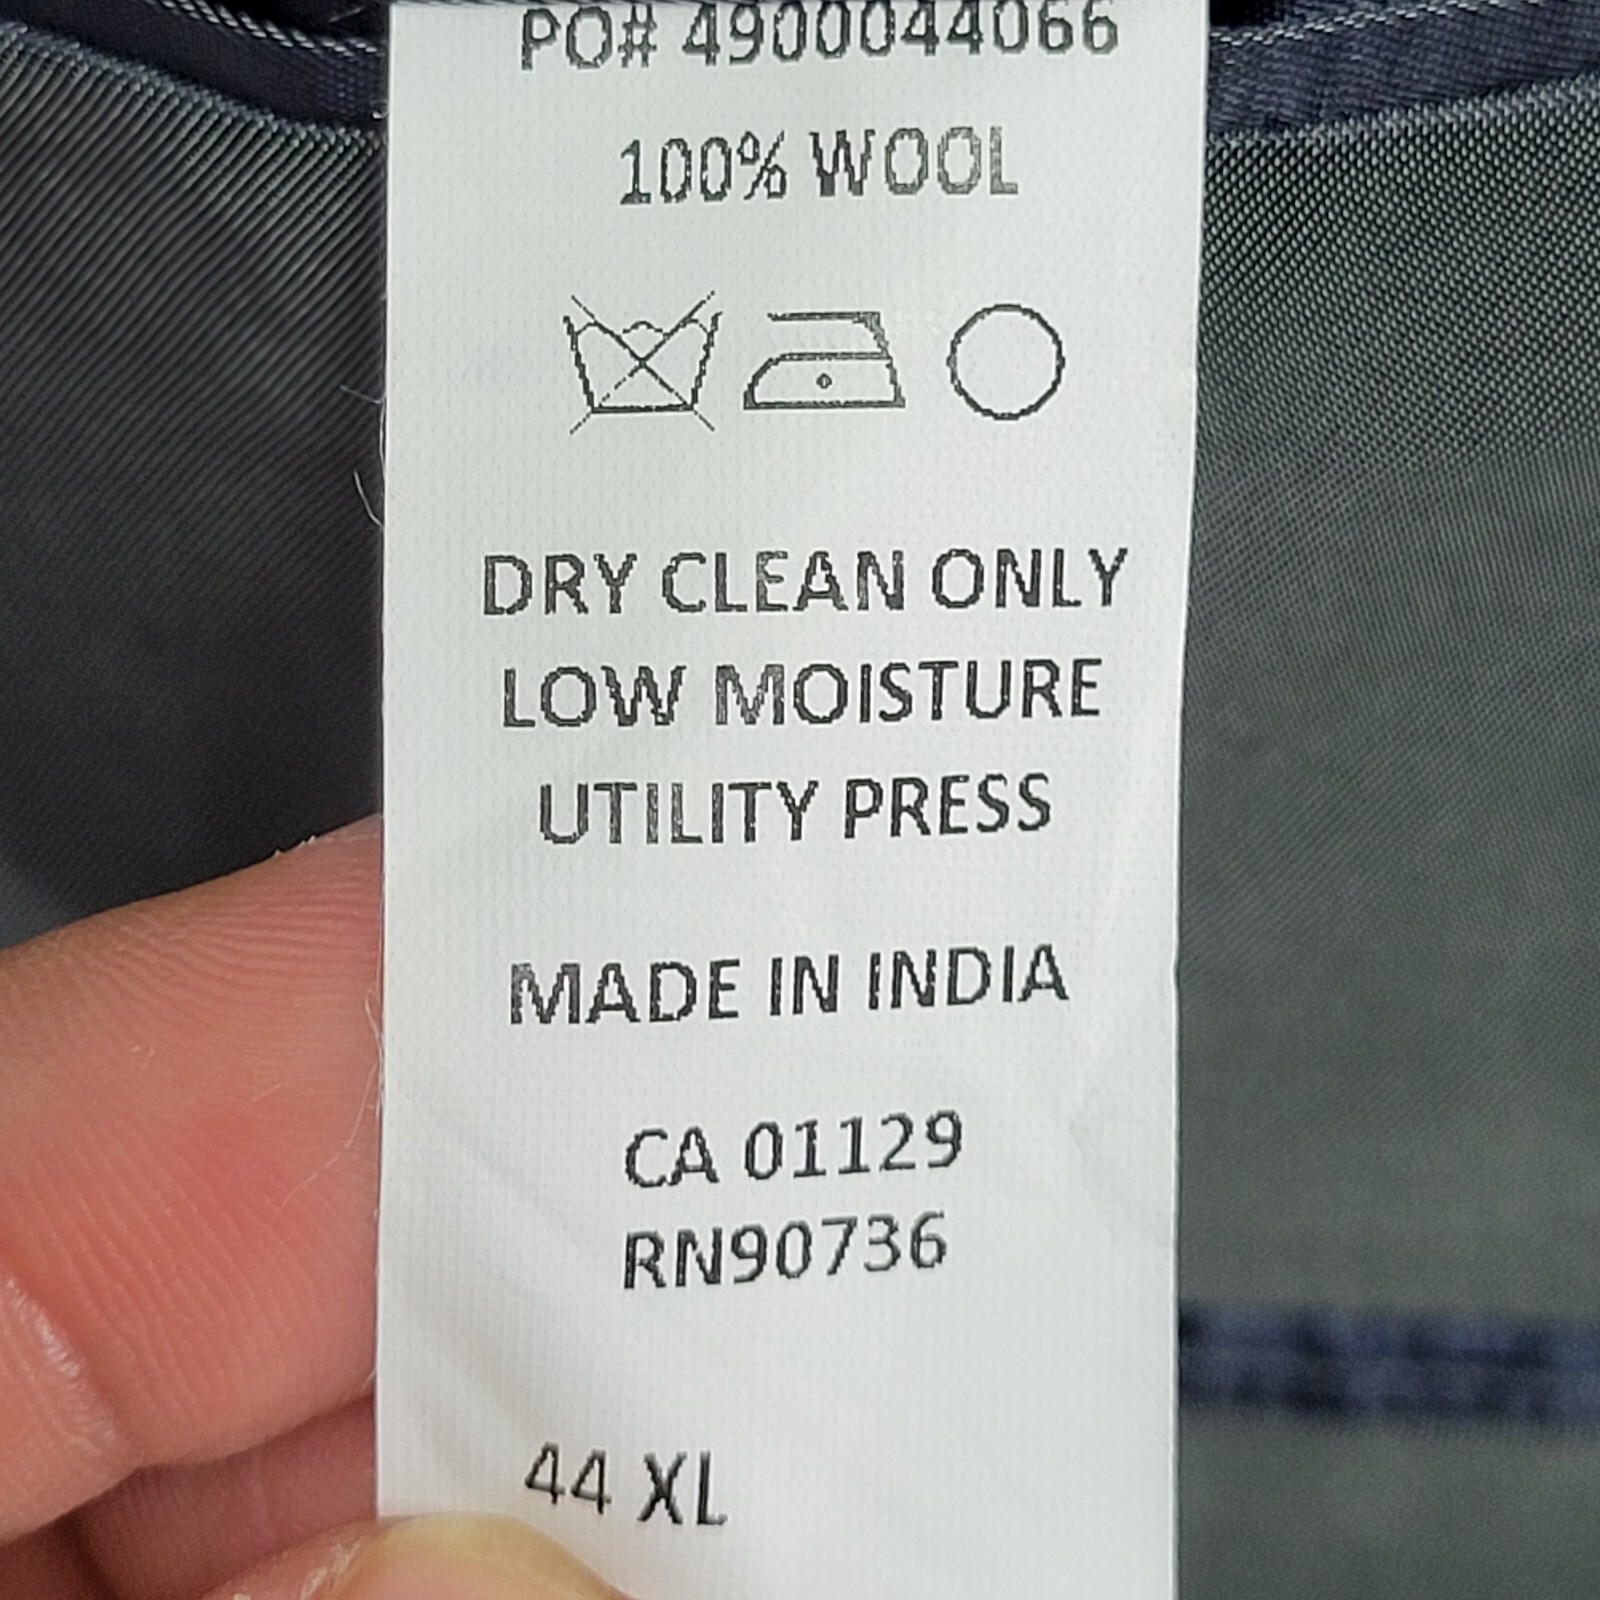 PO# 4900044066
100% WOOL
DRY CLEAN ONLY
LOW MOISTURE
UTILITY PRESS
MADE IN INDIA
CA 01129
RN90736
44 XL